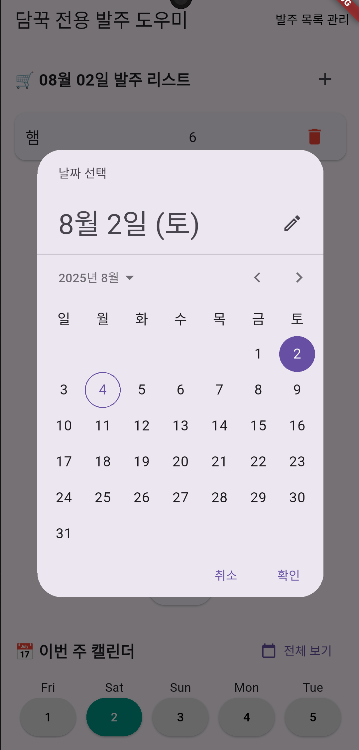 담꾹 전용 발주 도우미
발주 목록 관리
🛒 08월 02일 발주 리스트 +
햄 6
날짜 선택
8월 2일 (토)
2025년 8월
일 월 화 수 목 금 토
1 2
3 4 5 6 7 8 9
10 11 12 13 14 15 16
17 18 19 20 21 22 23
24 25 26 27 28 29 30
31
취소 확인
📅 이번 주 캘린더 전체 보기
Fri Sat Sun Mon Tue
1 2 3 4 5